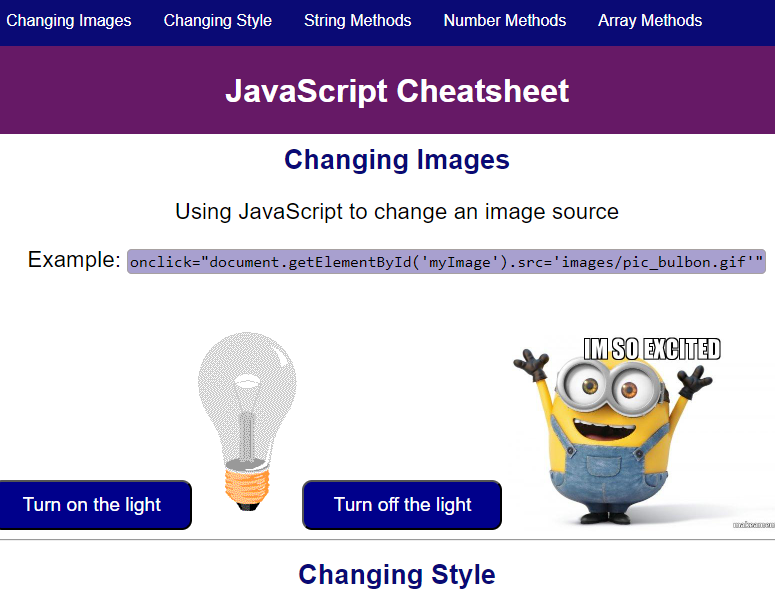 Changing Images Changing Style String Methods Number Methods Array Methods
JavaScript Cheatsheet
Changing Images
Using JavaScript to change an image source
Example: onclick="document.getElementById('myImage').src='images/pic_bulbon.gif'"
IM SO EXCITED
Turn on the light
Turn off the light
Changing Style